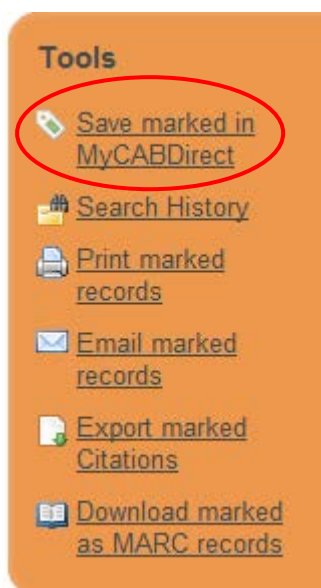 Tools
Save marked in
MyCABDirect
Search History
Print marked
records
Email marked
records
Export marked
Citations
Download marked
as MARC records